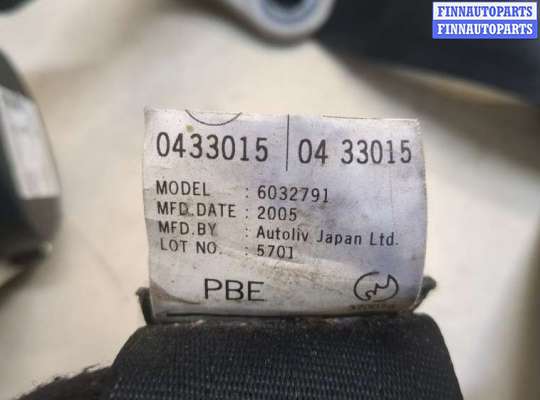 FINNAUTOPARTS
FINNAUTOPARTS
0433015 04 33015
MODEL : 6032791
MFD.DATE : 2005
MFD.BY : Autoliv Japan Ltd.
LOT NO. : 5701
PBE